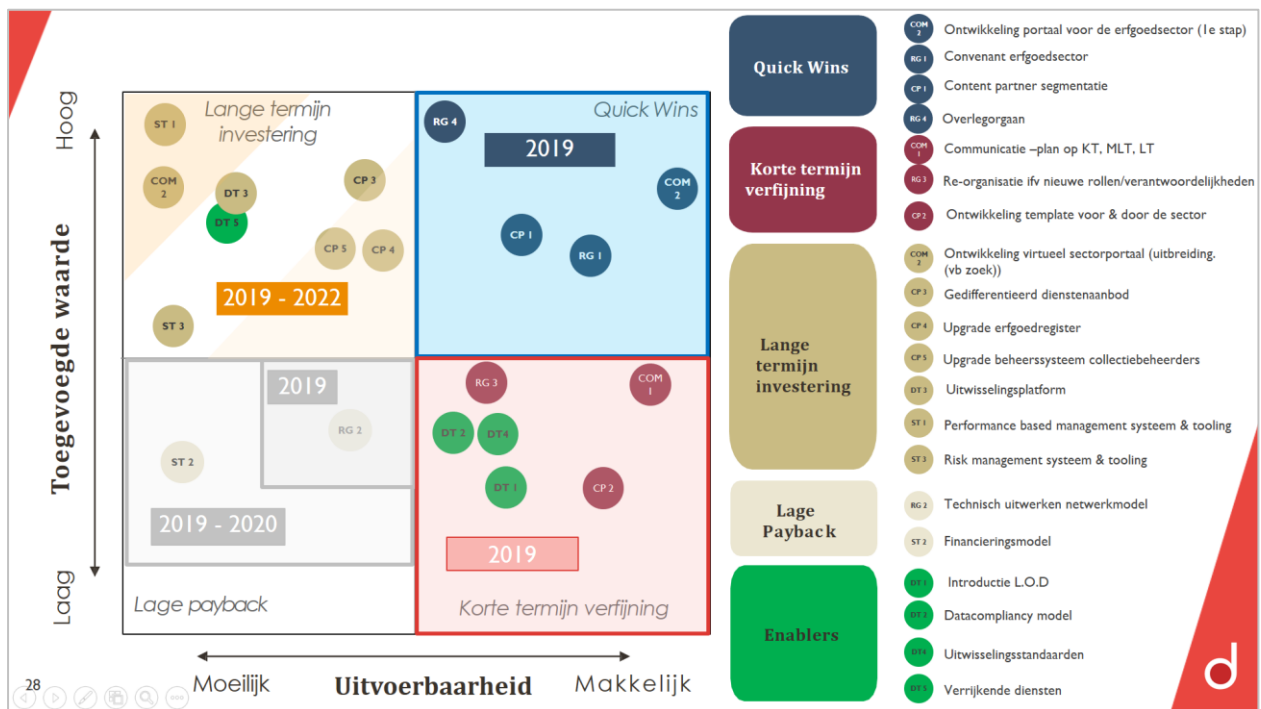 Hoog
Toegevoegde waarde
Laag
Lange termijn
investering
ST 1
COM
2
DT 3
DT 5
CP 3
CP 5
CP 4
2019 - 2022
ST 3
Quick Wins
RG 4
2019
COM
2
CP 1
RG 1
2019
RG 2
ST 2
2019 - 2020
Lage payback
RG 3
COM
1
DT 2
DT4
DT 1
CP 2
2019
Korte termijn verfijning
Moeilijk
Uitvoerbaarheid
Makkelijk
28
Quick Wins
COM
2
Ontwikkeling portaal voor de erfgoedsector (1e stap)
RG 1
Convenant erfgoedsector
CP 1
Content partner segmentatie
RG 4
Overlegorgaan
Korte termijn
verfijning
COM
1
Communicatie –plan op KT, MLT, LT
RG 3
Re-organisatie ifv nieuwe rollen/verantwoordelijkheden
CP 2
Ontwikkeling template voor & door de sector
Lange
termijn
investering
COM
2
Ontwikkeling virtueel sectorportaal (uitbreiding.
(vb zoek))
CP 3
Gedifferentieerd dienstenaanbod
CP 4
Upgrade erfgoedregister
CP 5
Upgrade beheerssysteem collectiebeheerders
DT 3
Uitwisselingsplatform
ST 1
Performance based management systeem & tooling
ST 3
Risk management systeem & tooling
Lage
Payback
RG 2
Technisch uitwerken netwerkmodel
ST 2
Financieringsmodel
Enablers
DT 1
Introductie L.O.D
DT 2
Datacompliancy model
DT4
Uitwisselingsstandaarden
DT 5
Verrijkende diensten
d